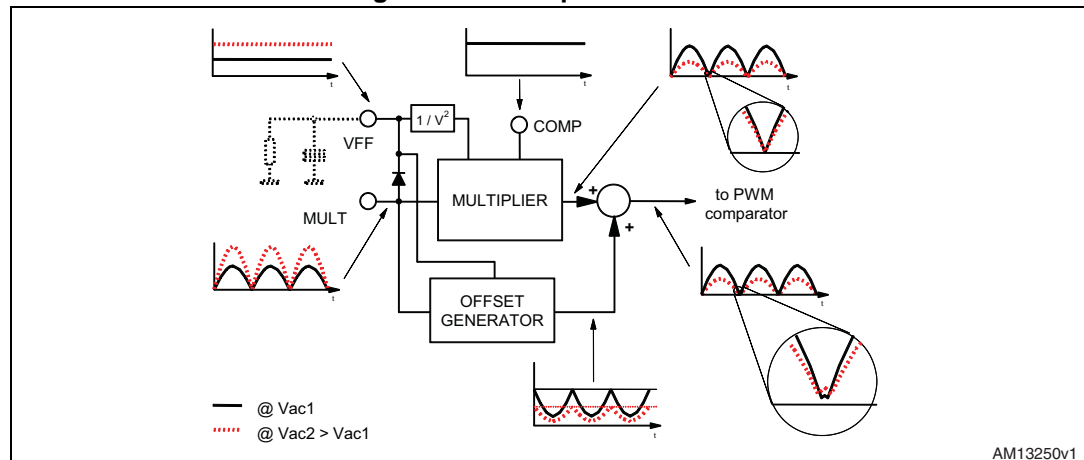 t
t
t
1 / V2
VFF
COMP
MULT
MULTIPLIER
+
to PWM
comparator
+
t
OFFSET
GENERATOR
t
t
@ Vac1
@ Vac2 > Vac1
AM13250v1